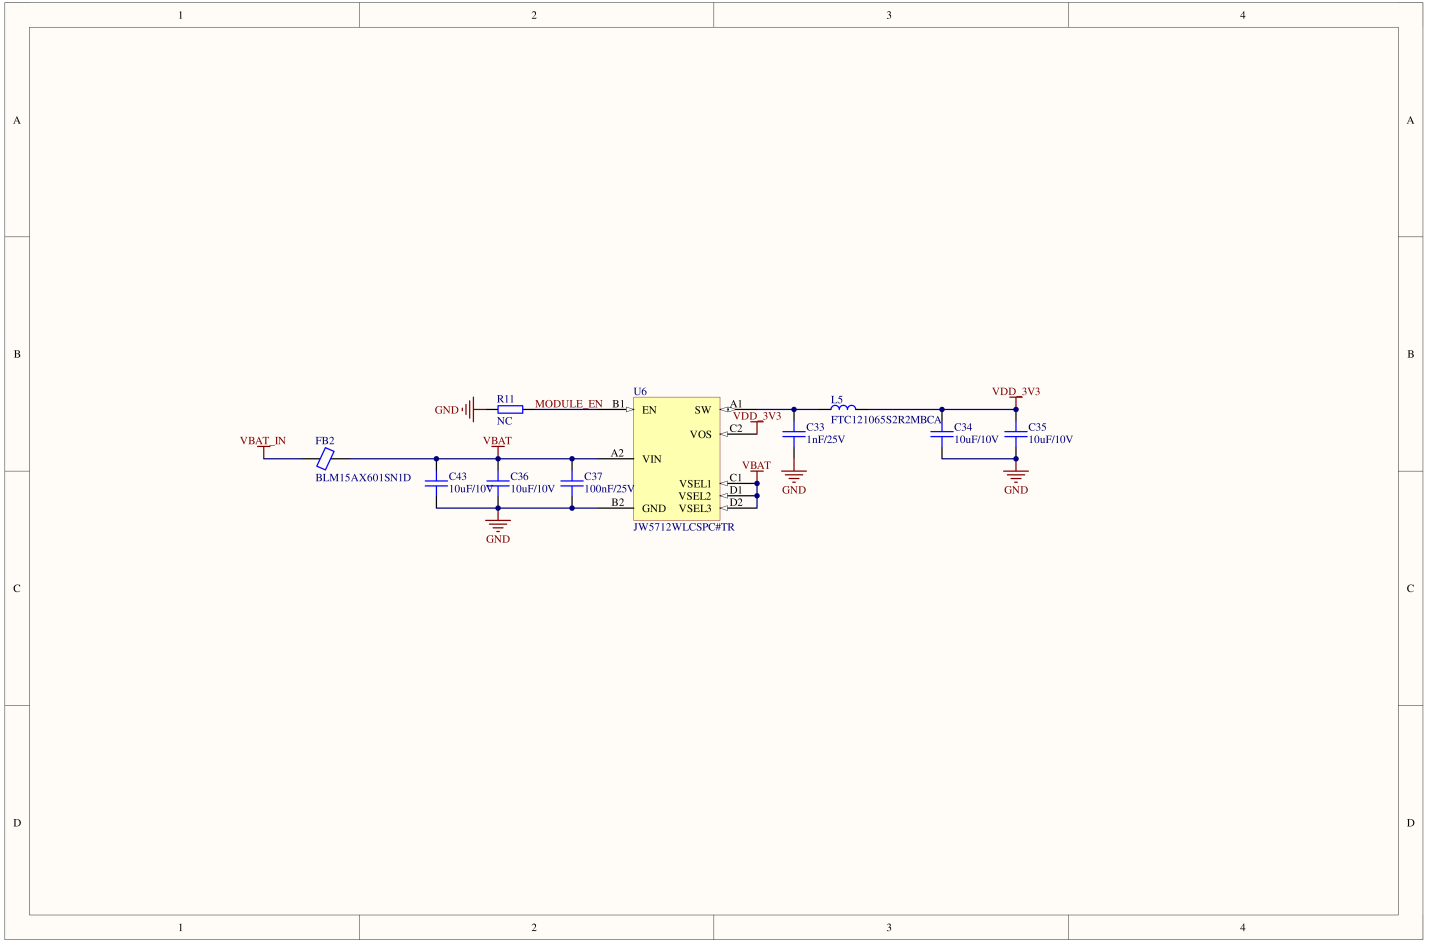 1 2 3 4
A A
B B
U6
R11 MODULE_EN B1 EN SW A1 L5 VDD_3V3
GND NC
VDD_3V3
FTC121065S2R2MBCA
C2 VOS
C33 C34 C35
1nF/25V 10uF/10V 10uF/10V
VBAT_IN FB2 VBAT
A2 VIN
VBAT
BLM15AX601SN1D
C43 C36 C37 VSEL1 C1
10uF/10V 10uF/10V 100nF/25V VSEL2 D1
GND GND
B2 GND VSEL3 D2
JW5712WLCSPC#TR
GND
C C
D D
1 2 3 4